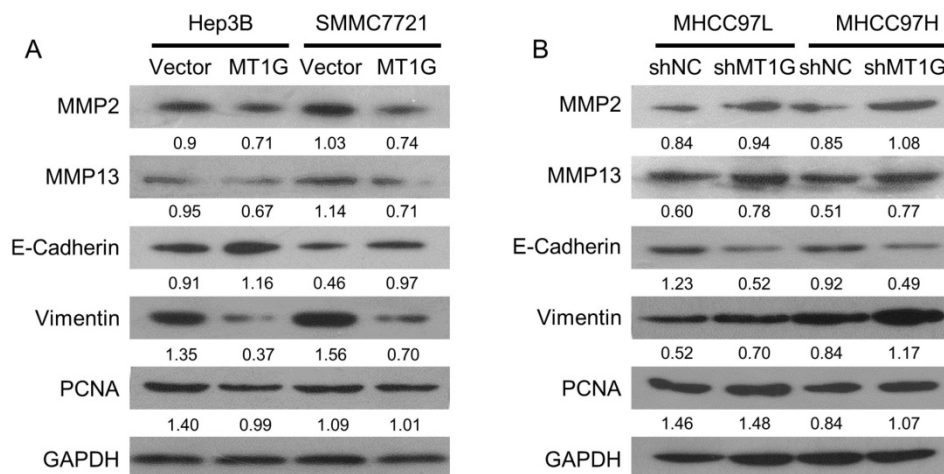 A
Hep3B SMMC7721
Vector MT1G Vector MT1G
MMP2
0.9 0.71 1.03 0.74
MMP13
0.95 0.67 1.14 0.71
E-Cadherin
0.91 1.16 0.46 0.97
Vimentin
1.35 0.37 1.56 0.70
PCNA
1.40 0.99 1.09 1.01
GAPDH
B
MHCC97L MHCC97H
shNC shMT1G shNC shMT1G
MMP2
0.84 0.94 0.85 1.08
MMP13
0.60 0.78 0.51 0.77
E-Cadherin
1.23 0.52 0.92 0.49
Vimentin
0.52 0.70 0.84 1.17
PCNA
1.46 1.48 0.84 1.07
GAPDH